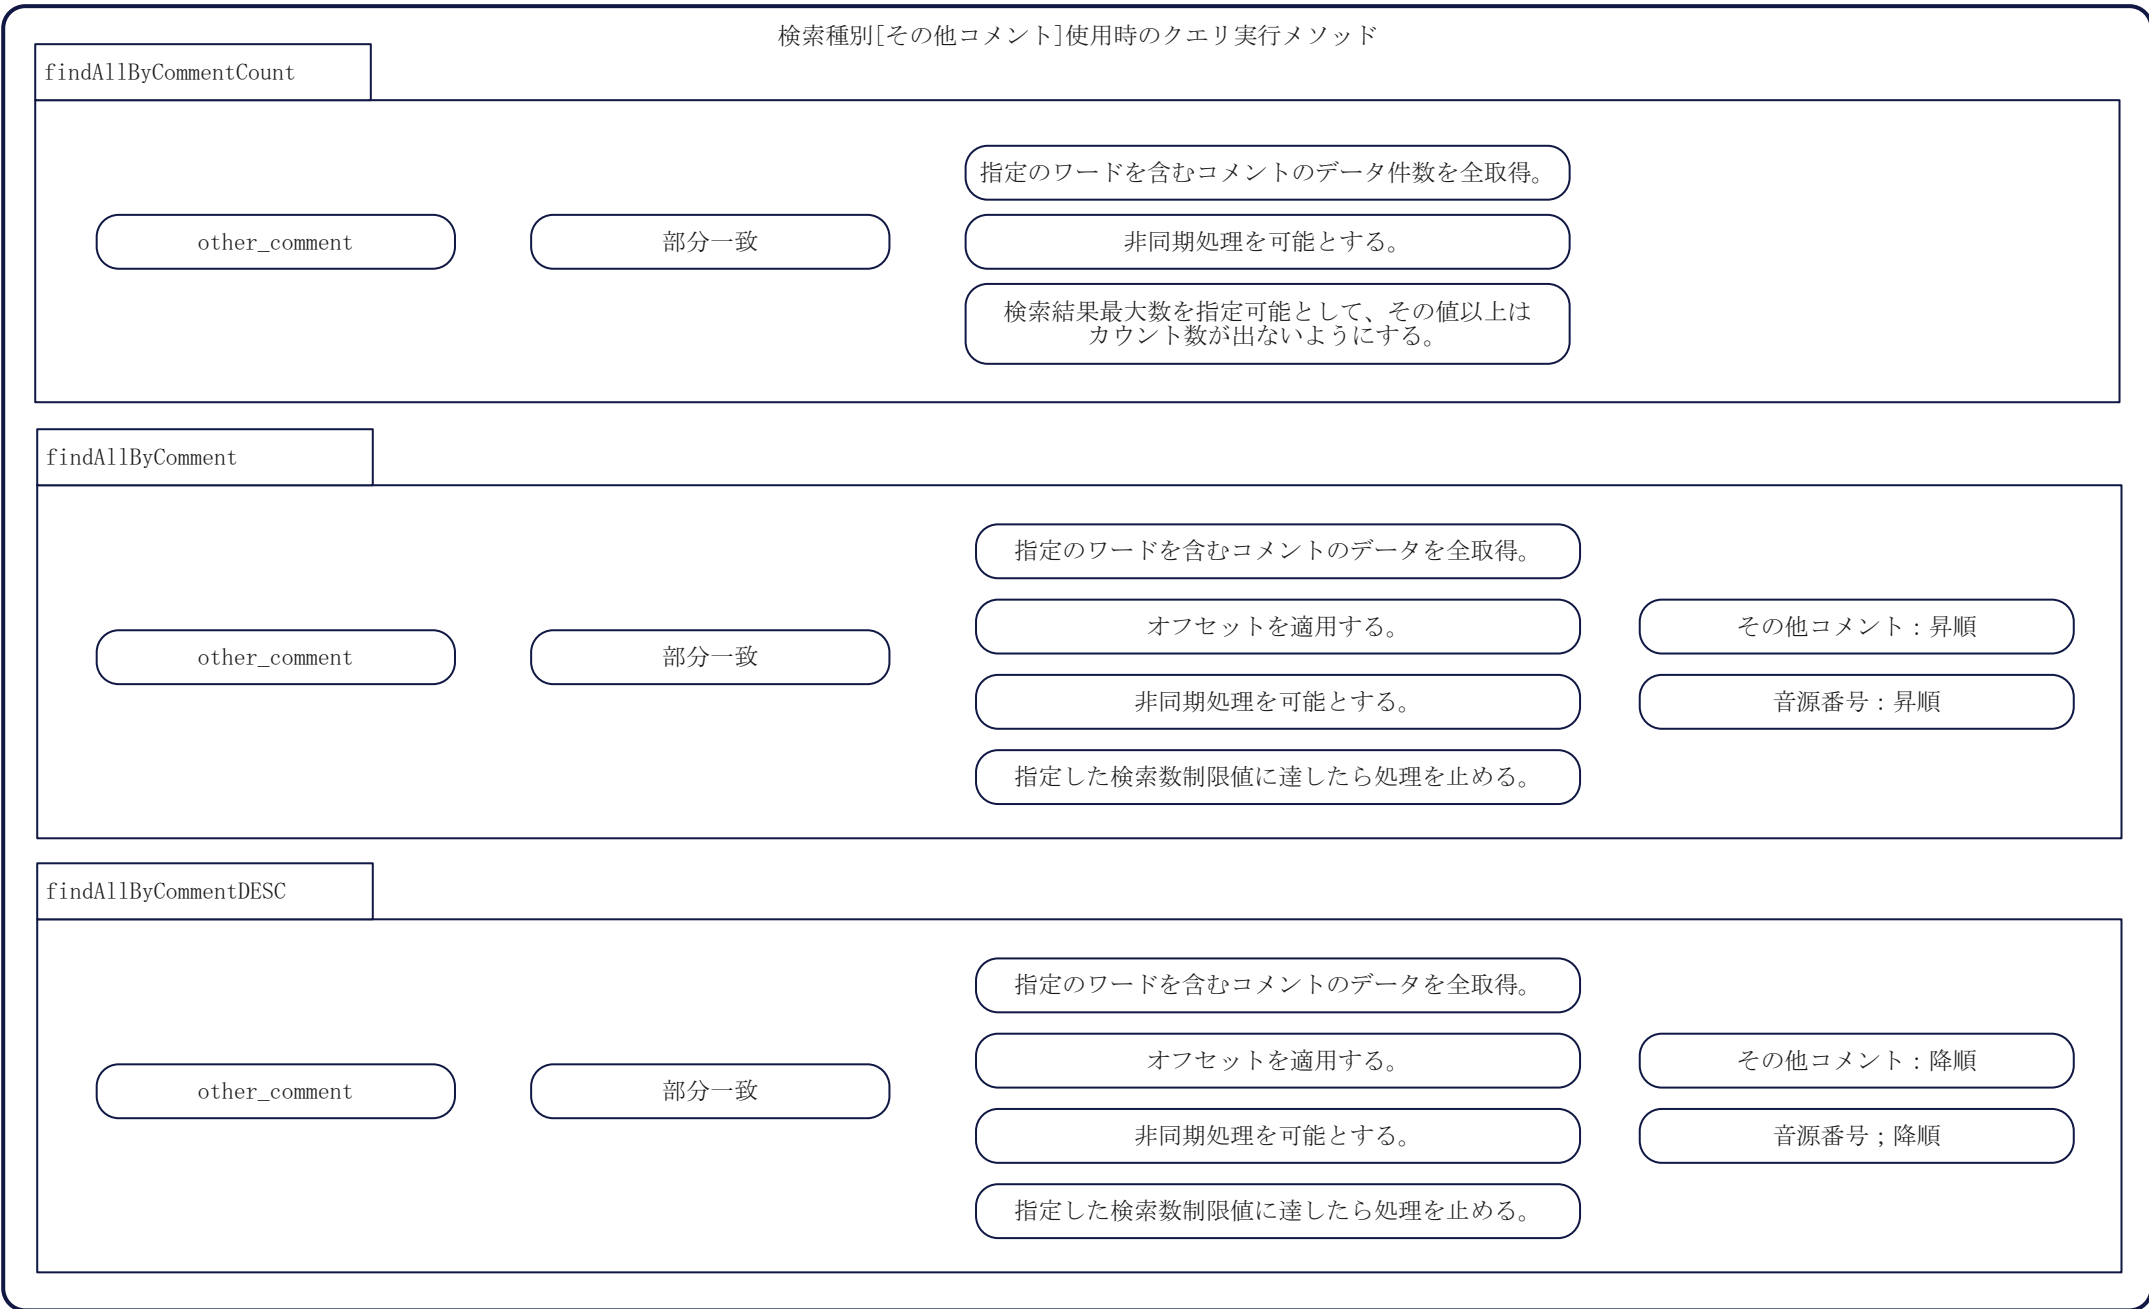 検索種別[その他コメント]使用時のクエリ実行メソッド
findAllByCommentCount
other_comment
部分一致
指定のワードを含むコメントのデータ件数を全取得。
非同期処理を可能とする。
検索結果最大数を指定可能として、その値以上は
カウント数が出ないようにする。
findAllByComment
other_comment
部分一致
指定のワードを含むコメントのデータを全取得。
オフセットを適用する。
非同期処理を可能とする。
指定した検索数制限値に達したら処理を止める。
その他コメント：昇順
音源番号：昇順
findAllByCommentDESC
other_comment
部分一致
指定のワードを含むコメントのデータを全取得。
オフセットを適用する。
非同期処理を可能とする。
指定した検索数制限値に達したら処理を止める。
その他コメント：降順
音源番号；降順